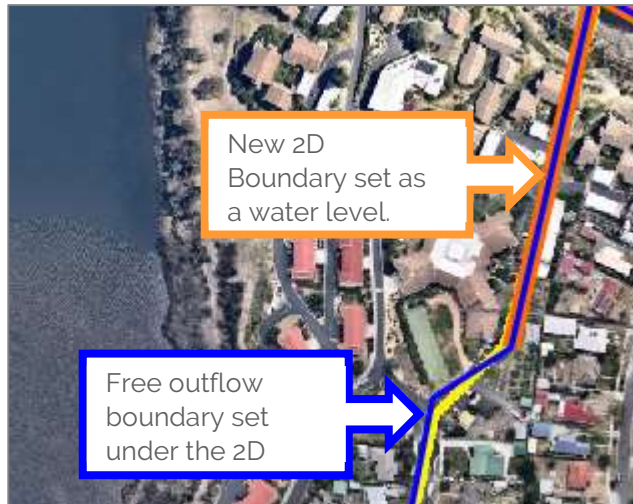 New 2D
Boundary set as
a water level.
Free outflow
boundary set
under the 2D